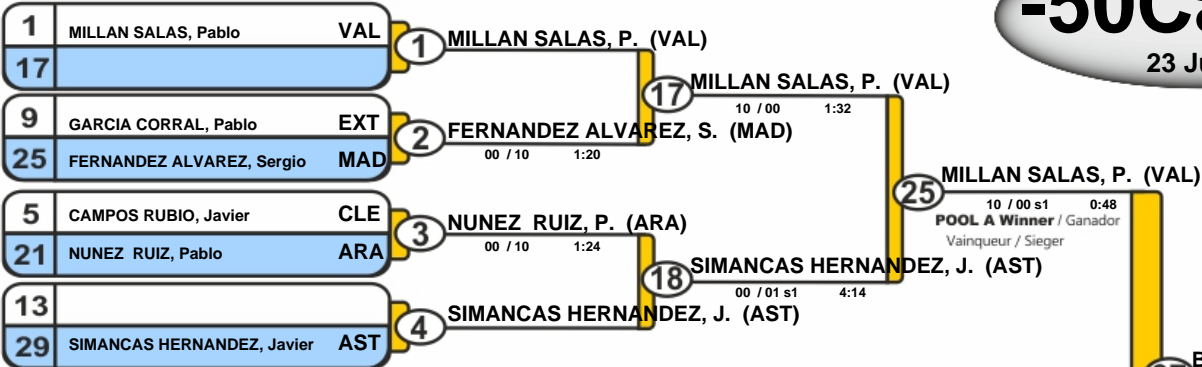 -50C
23 Ju
1 MILLAN SALAS, Pablo VAL
17
9 GARCIA CORRAL, Pablo EXT
25 FERNANDEZ ALVAREZ, Sergio MAD
5 CAMPOS RUBIO, Javier CLE
21 NUNEZ RUIZ, Pablo ARA
13
29 SIMANCAS HERNANDEZ, Javier AST
1 MILLAN SALAS, P. (VAL)
2 FERNANDEZ ALVAREZ, S. (MAD)
00 / 10 1:20
3 NUNEZ RUIZ, P. (ARA)
00 / 10 1:24
4 SIMANCAS HERNANDEZ, J. (AST)
17 MILLAN SALAS, P. (VAL)
10 / 00 1:32
18 SIMANCAS HERNANDEZ, J. (AST)
00 / 01 s1 4:14
25 MILLAN SALAS, P. (VAL)
10 / 00 s1 0:48
POOL A Winner / Ganador
Vainqueur / Sieger